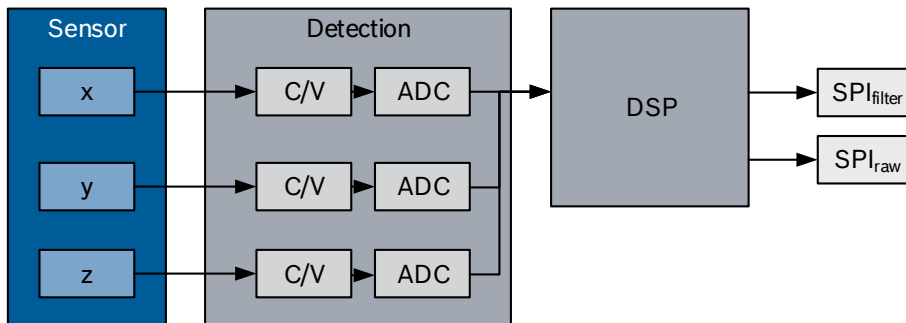 Sensor
Detection
x
C/V
ADC
y
C/V
ADC
z
C/V
ADC
DSP
SPIfilter
SPIraw